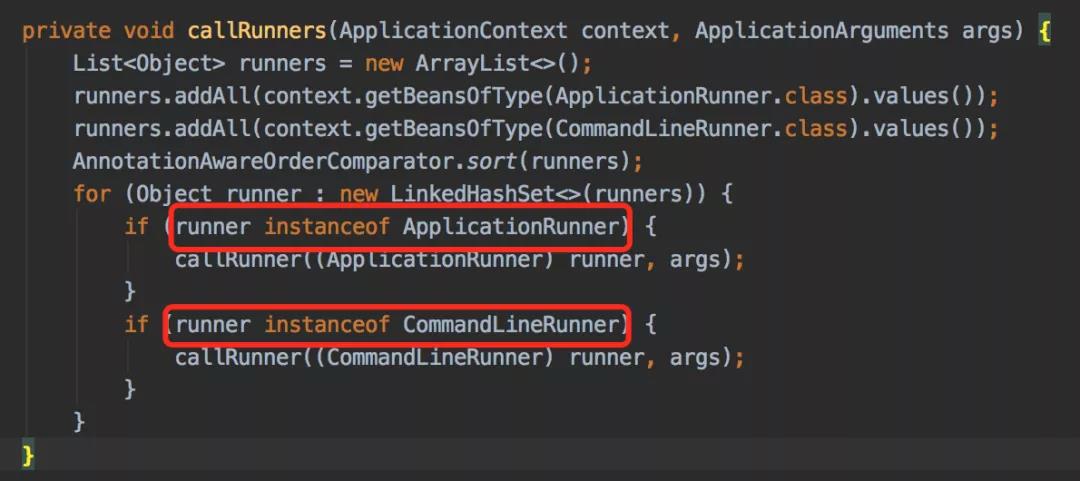 private void callRunners(ApplicationContext context, ApplicationArguments args) {
    List<Object> runners = new ArrayList<>();
    runners.addAll(context.getBeansOfType(ApplicationRunner.class).values());
    runners.addAll(context.getBeansOfType(CommandLineRunner.class).values());
    AnnotationAwareOrderComparator.sort(runners);
    for (Object runner : new LinkedHashSet<>(runners)) {
        if (runner instanceof ApplicationRunner) {
            callRunner((ApplicationRunner) runner, args);
        }
        if (runner instanceof CommandLineRunner) {
            callRunner((CommandLineRunner) runner, args);
        }
    }
}